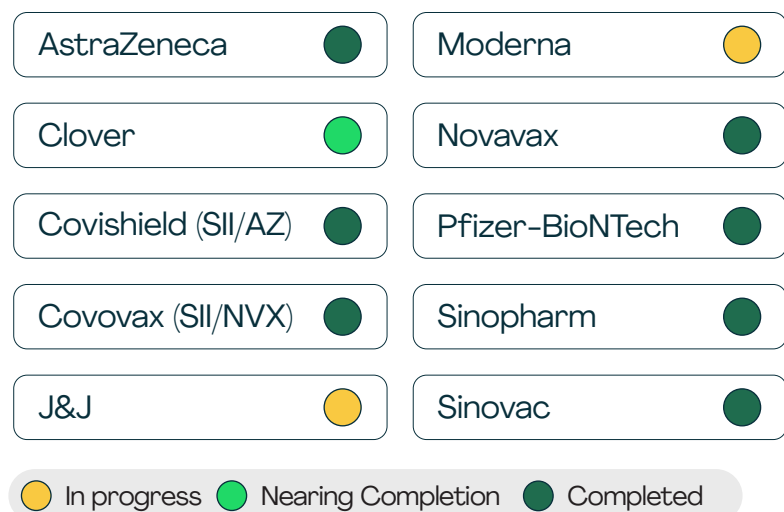 AstraZeneca
Moderna
Clover
Novavax
Covishield (SII/AZ)
Pfizer-BioNTech
Covovax (SII/NVX)
Sinopharm
J&J
Sinovac
In progress Nearing Completion Completed